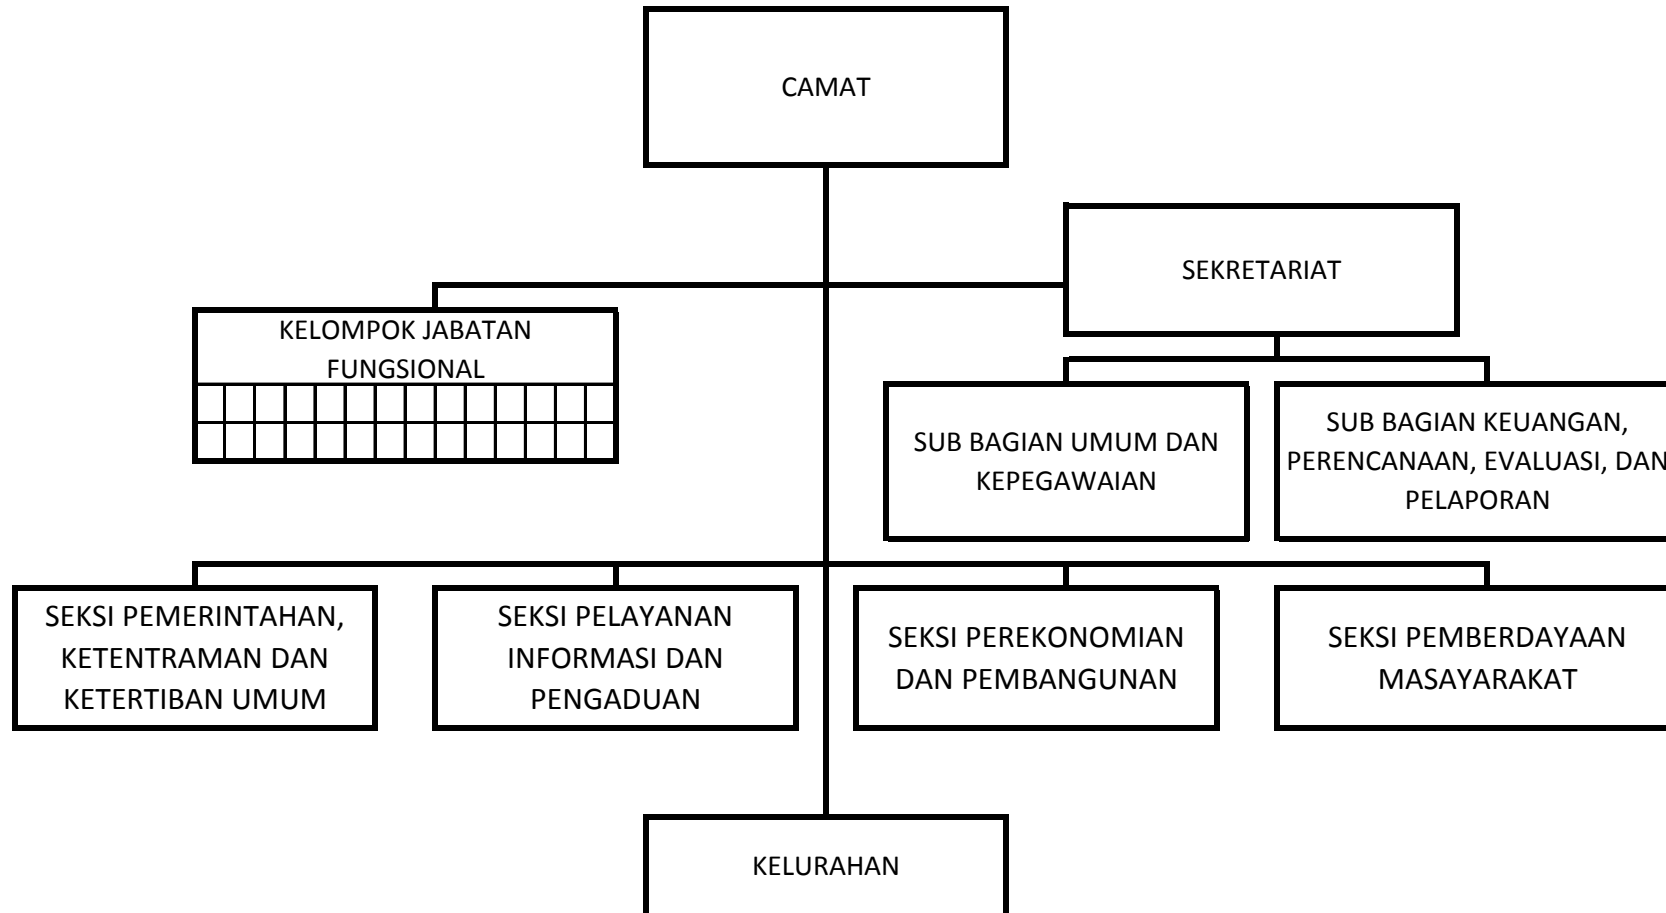 CAMAT
SEKRETARIAT
KELOMPOK JABATAN
FUNGSIONAL
SUB BAGIAN UMUM DAN
KEPEGAWAIAN
SUB BAGIAN KEUANGAN,
PERENCANAAN, EVALUASI, DAN
PELAPORAN
SEKSI PEMERINTAHAN,
KETENTRAMAN DAN
KETERTIBAN UMUM
SEKSI PELAYANAN
INFORMASI DAN
PENGADUAN
SEKSI PEREKONOMIAN
DAN PEMBANGUNAN
SEKSI PEMBERDAYAAN
MASAYARAKAT
KELURAHAN